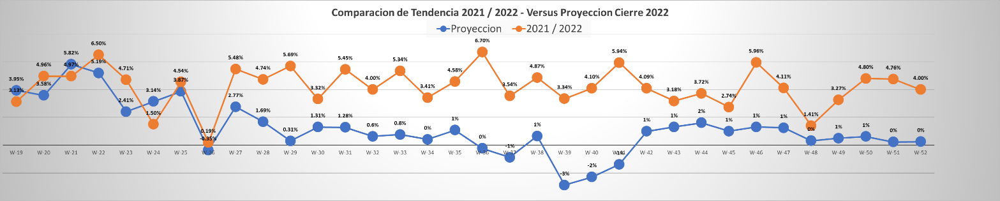 Comparacion de Tendencia 2021 / 2022 - Versus Proyeccion Cierre 2022
Proyeccion 2021 / 2022
3.13% 4.96% 4.97% 6.50% 4.71% 1.50% 4.54% 0.19% 5.48% 4.74% 5.69% 3.32% 5.45% 4.00% 5.34% 3.41% 4.58% 6.70% 3.54% 4.87% 3.34% 4.10% 5.94% 4.09% 3.18% 3.72% 2.74% 5.96% 4.11% 1.41% 3.27% 4.80% 4.76% 4.00%
3.95% 3.58% 5.82% 5.19% 2.41% 3.14% 3.87% -0.35% 2.77% 1.69% 0.31% 1.31% 1.28% 0.6% 0.8% 0% 1% 0% -1% 1% -3% -2% -1% 1% 1% 2% 1% 1% 1% 0% 1% 1% 0% 0%
W-19 W-20 W-21 W-22 W-23 W-24 W-25 W-26 W-27 W-28 W-29 W-30 W-31 W-32 W-33 W-34 W-35 W-36 W-37 W-38 W-39 W-40 W-41 W-42 W-43 W-44 W-45 W-46 W-47 W-48 W-49 W-50 W-51 W-52